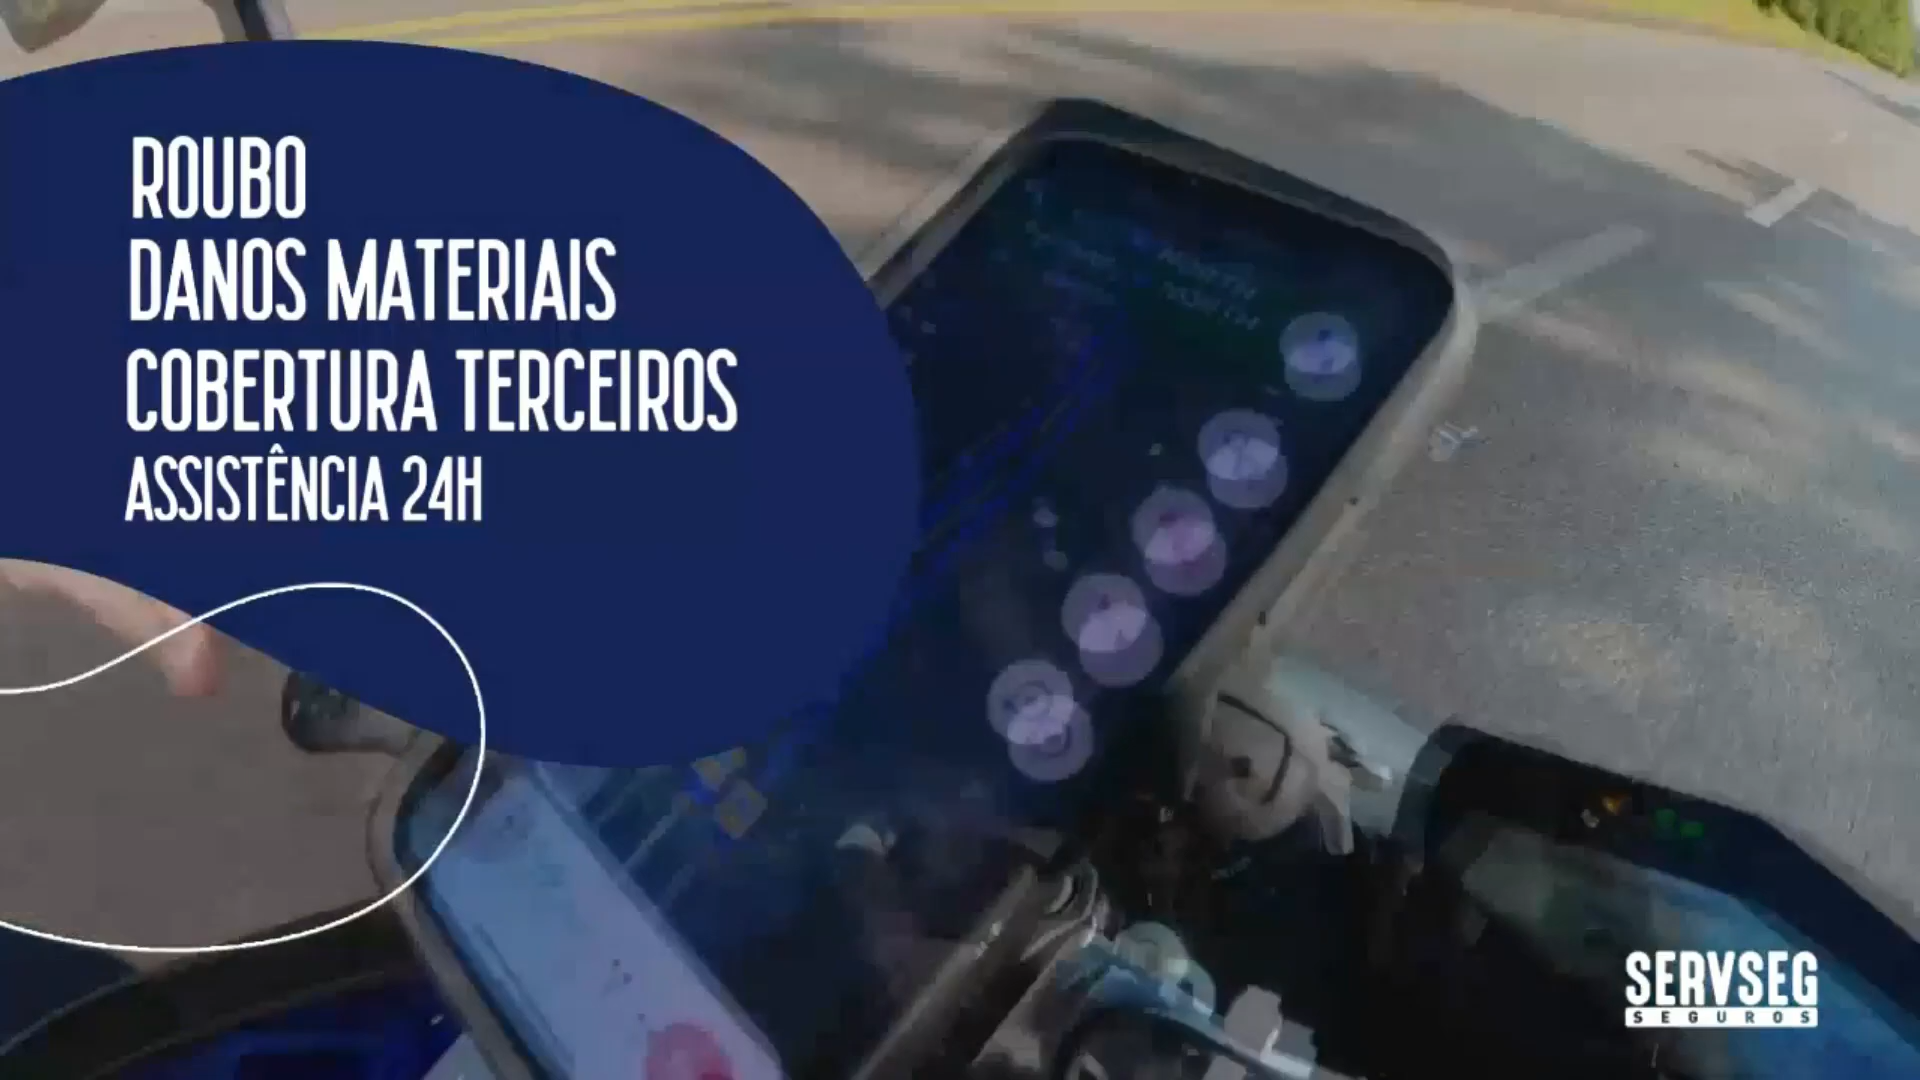 ROUBO
DANOS MATERIAIS
COBERTURA TERCEIROS
ASSISTÊNCIA 24H
SERVSEG
SEGUROS